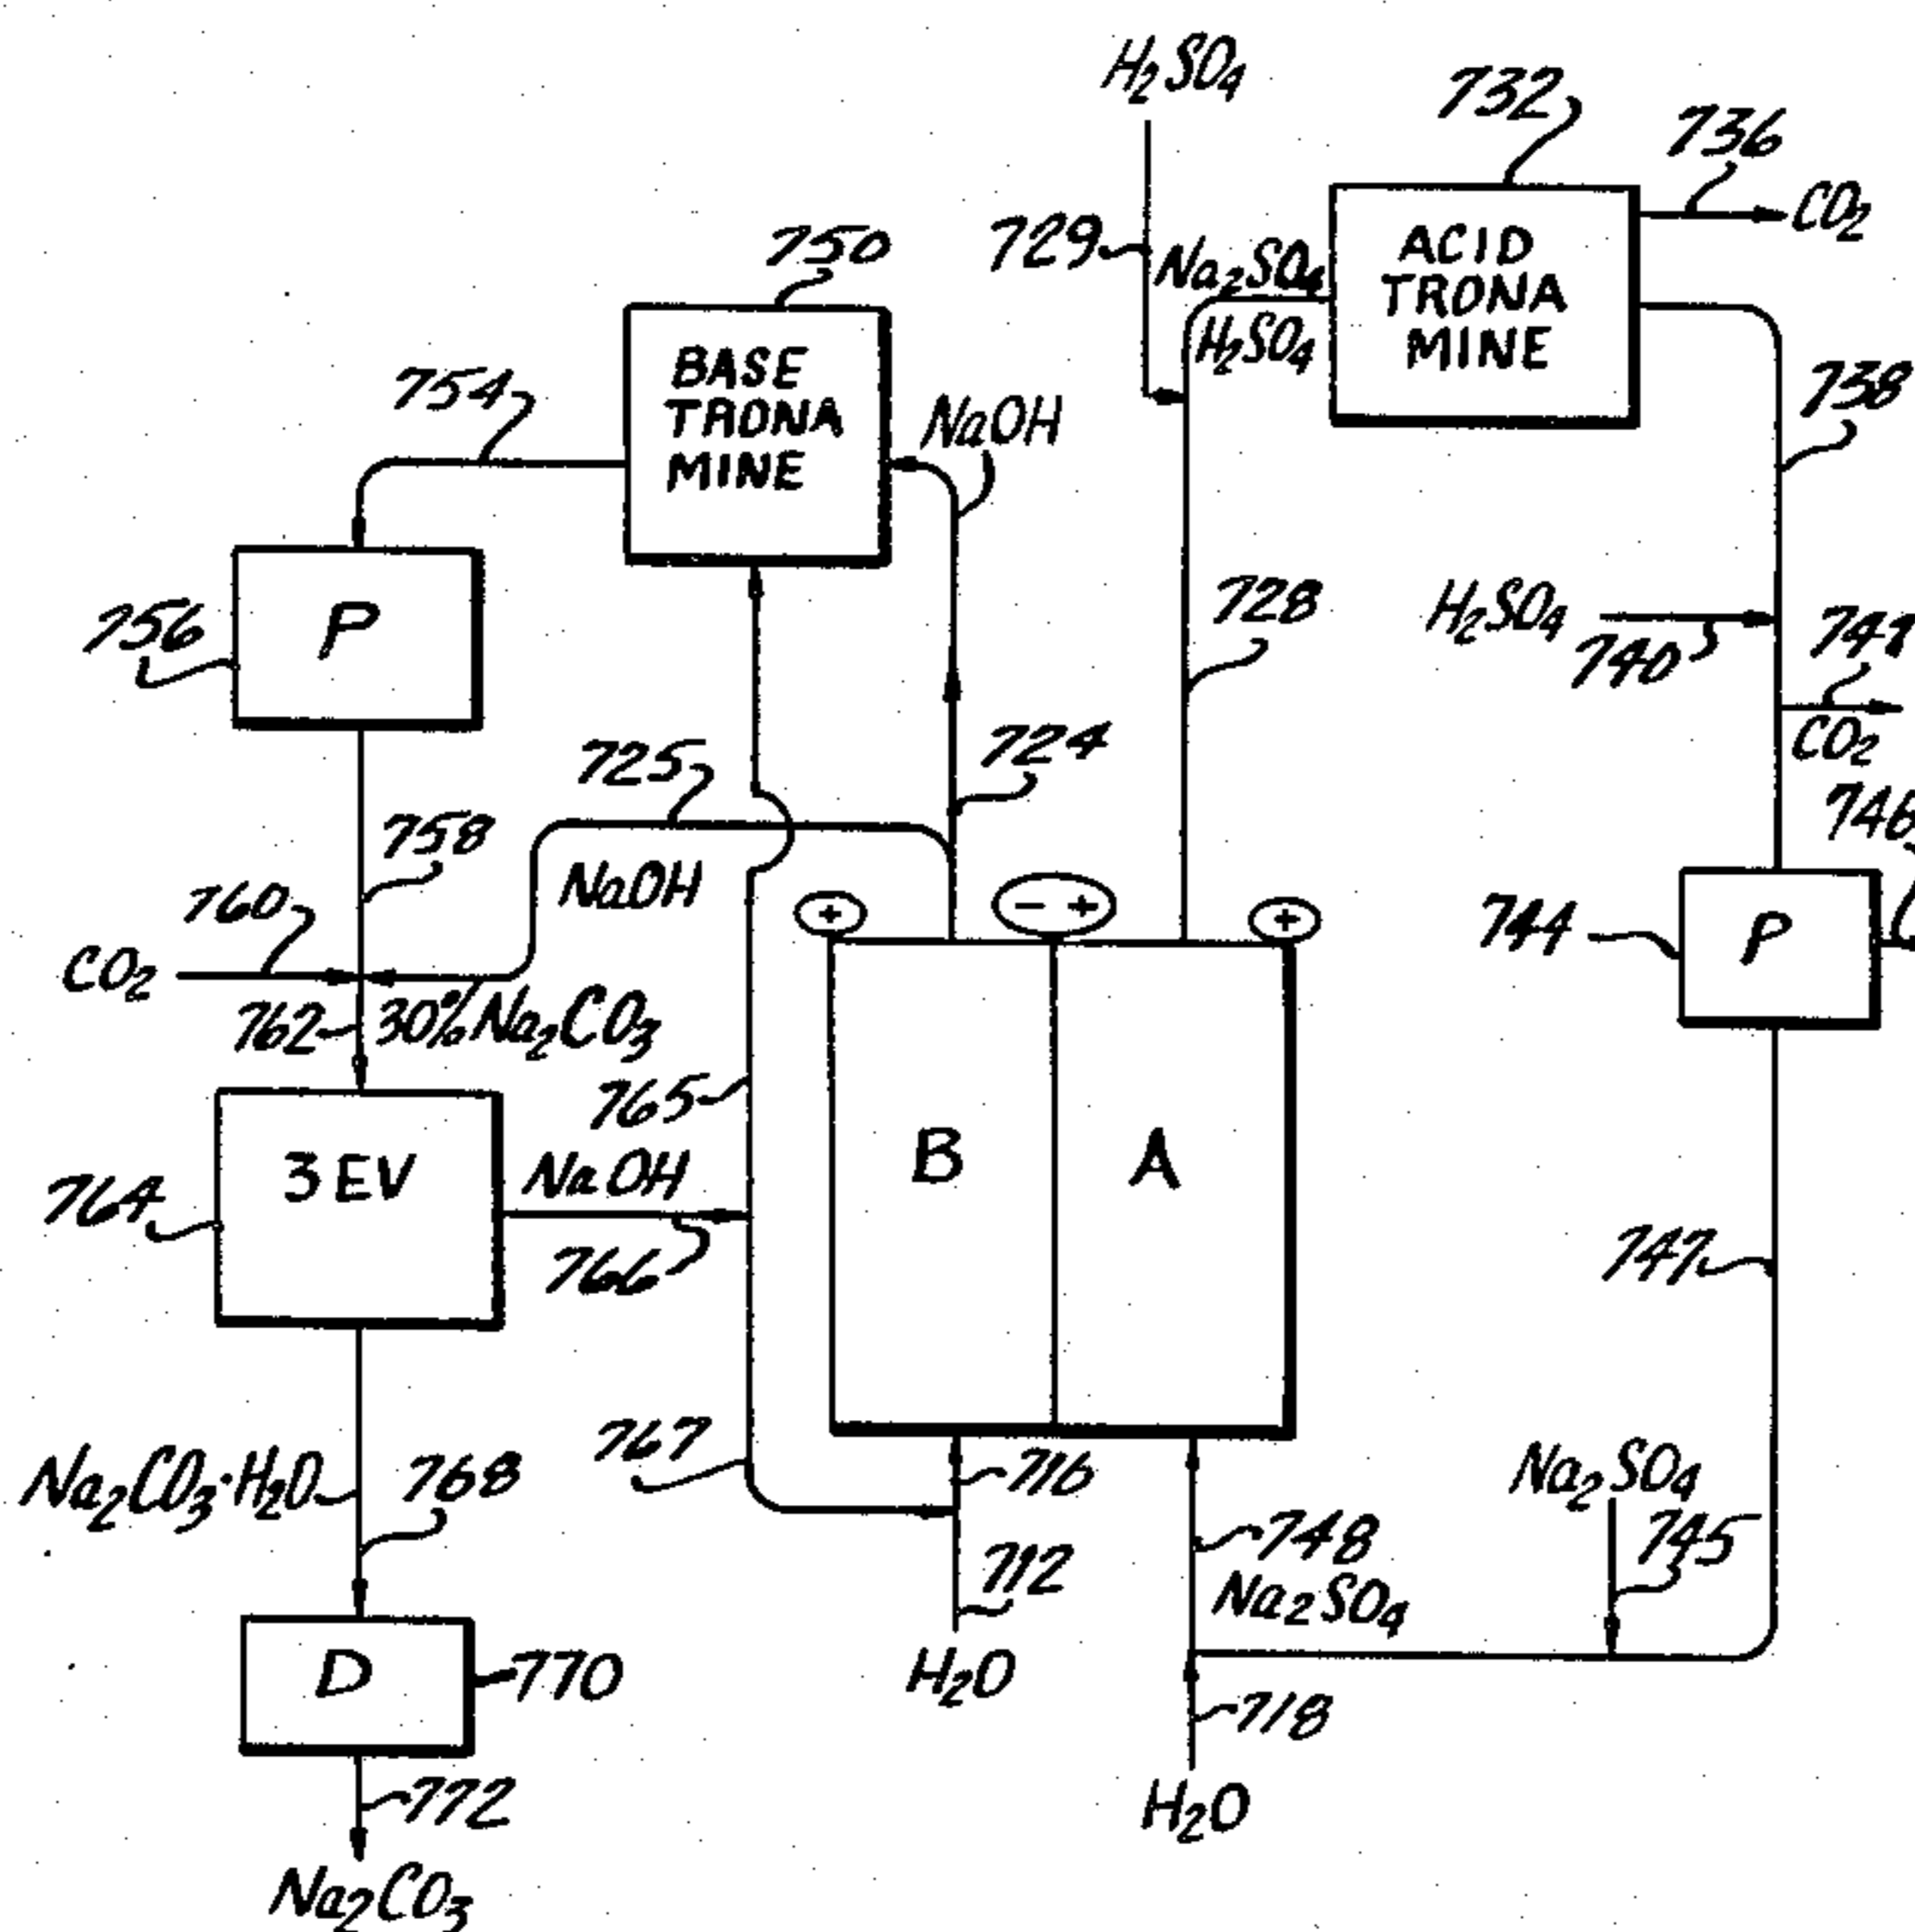 H₂SO₄
732
736
CO₂
729
Na₂SO₄
H₂SO₄
ACID
TRONA
MINE
750
BASE
TRONA
MINE
754
NaOH
738
756
P
728
H₂SO₄
740
741
CO₂
725
724
758
746
760
NaOH
+
- +
+
744
P
CO₂
762
30% Na₂CO₃
765
B
A
764
3EV
NaOH
766
747
767
716
Na₂CO₃·H₂O
768
Na₂SO₄
745
748
Na₂SO₄
712
H₂O
D
770
718
H₂O
772
Na₂CO₃